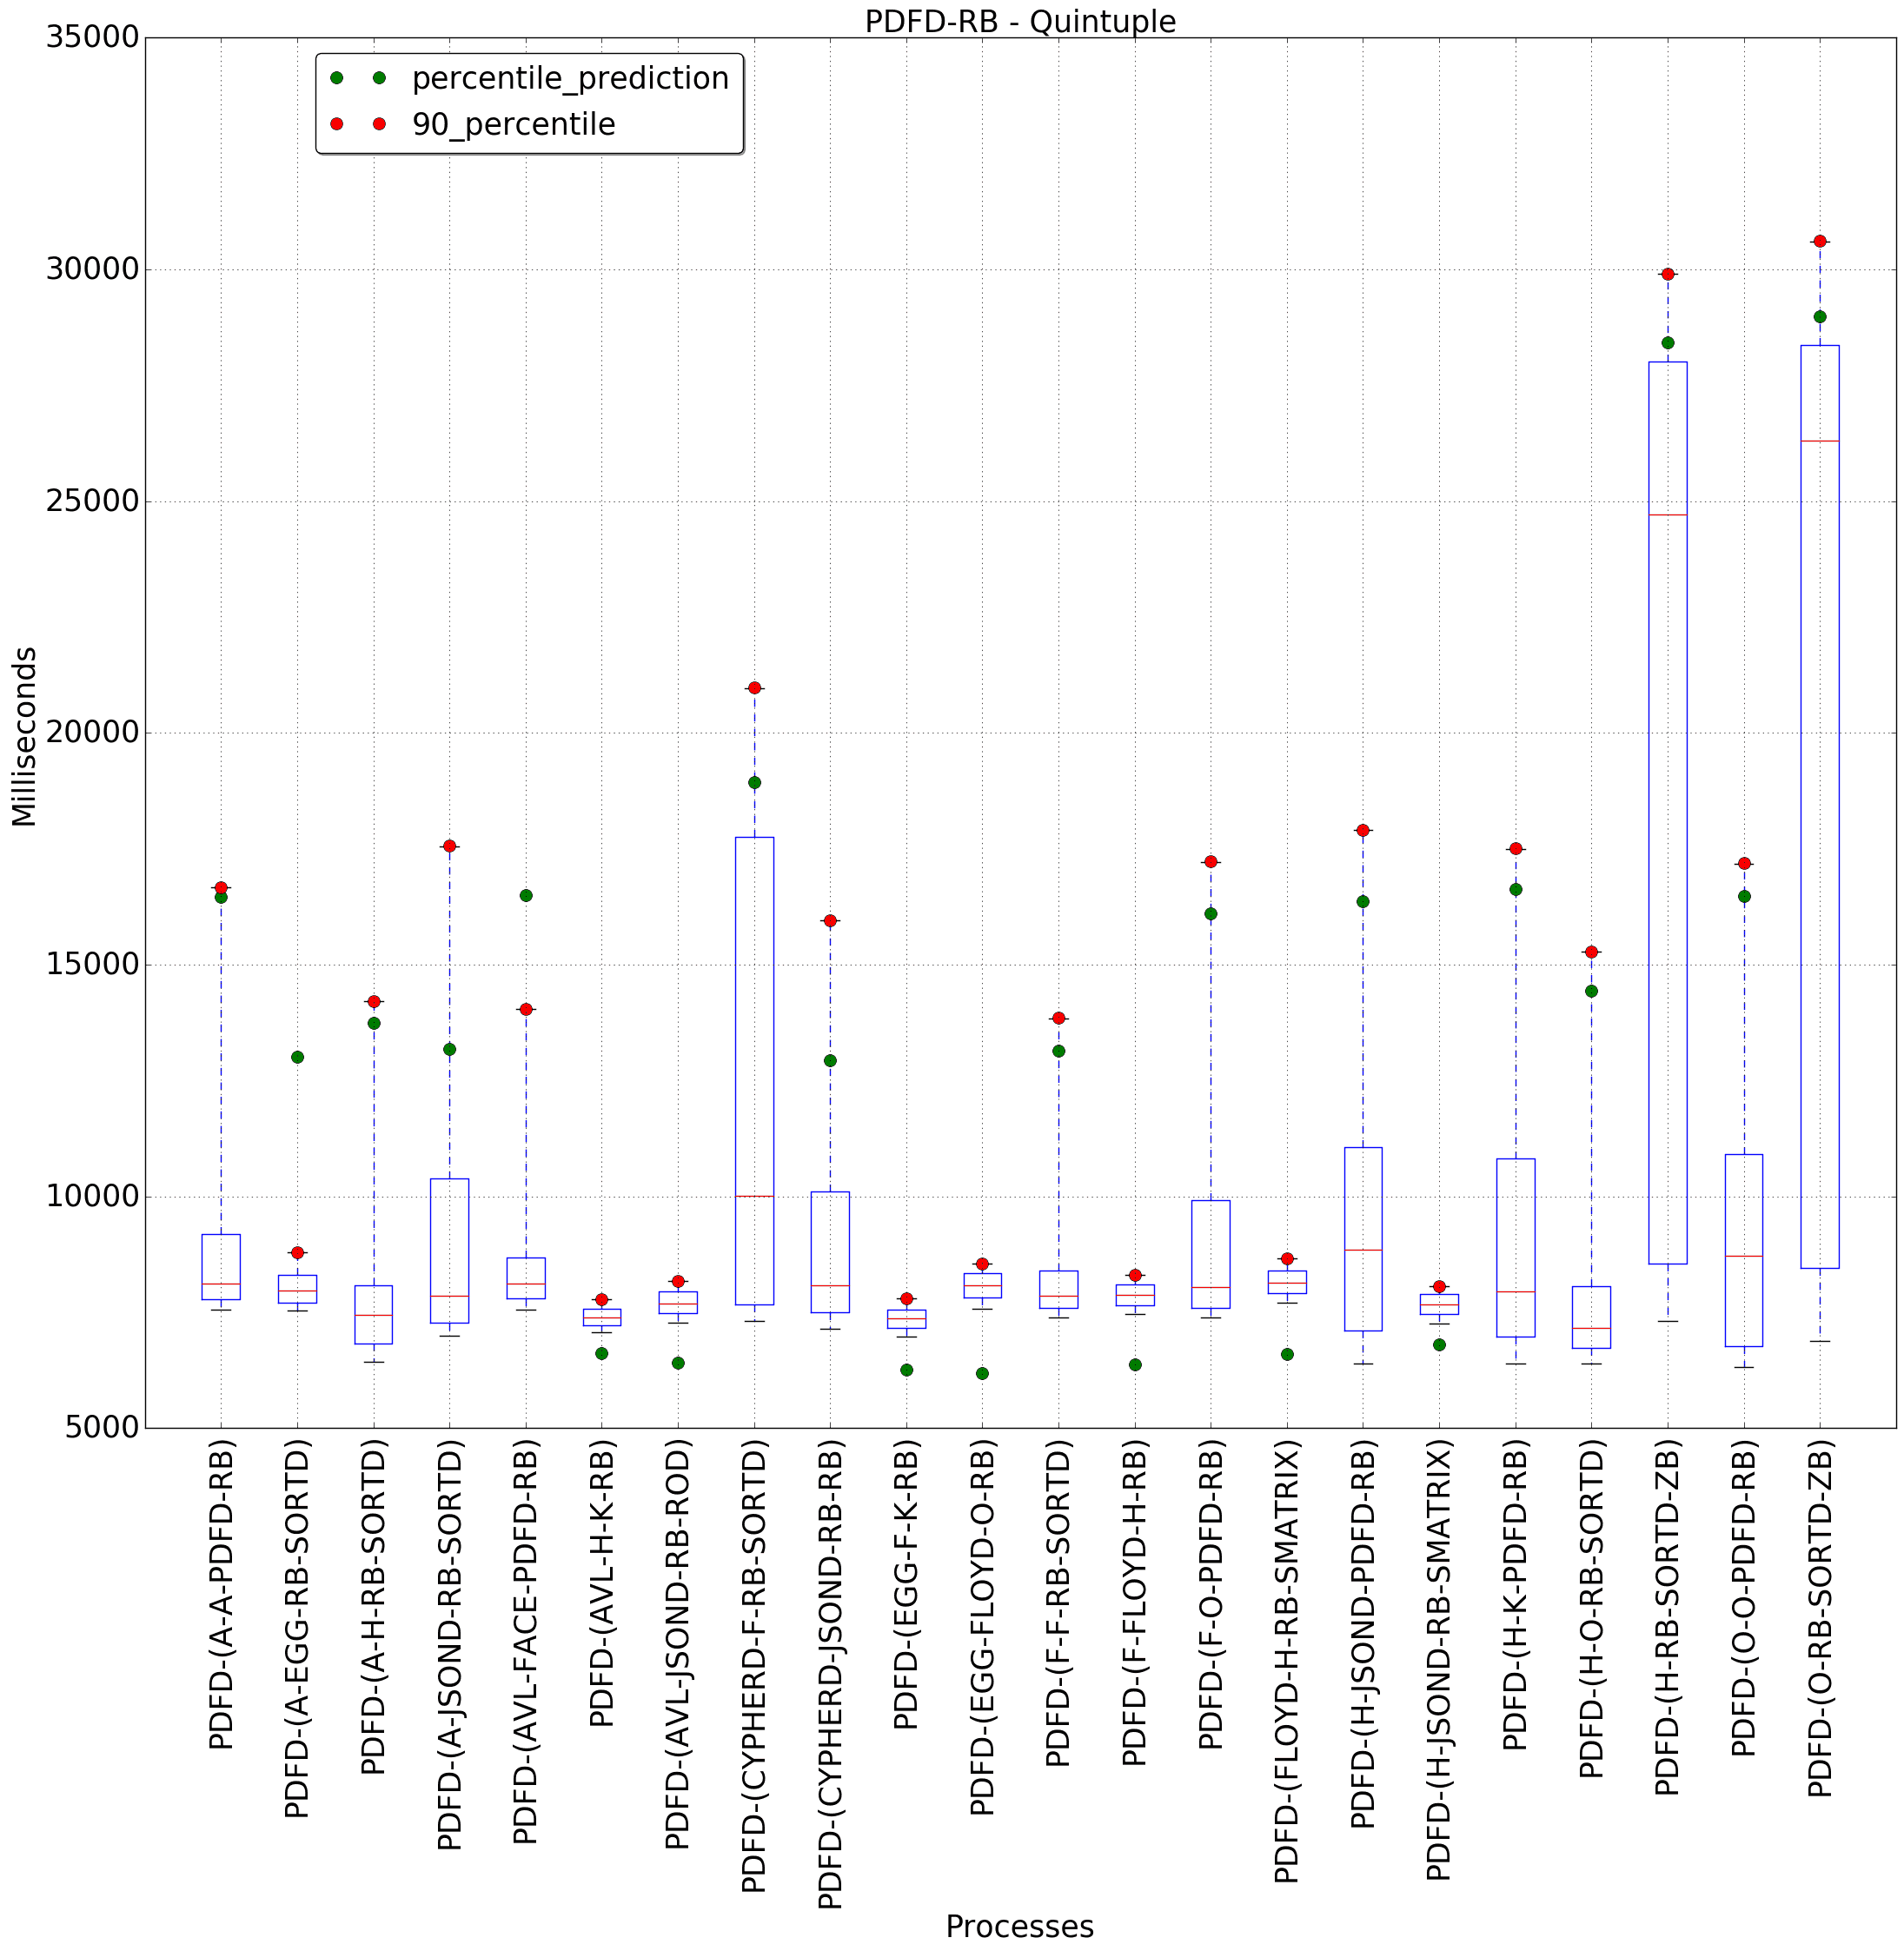 PDFD-RB - Quintuple
percentile_prediction
90_percentile
35000
30000
25000
20000
15000
10000
5000
Milliseconds
PDFD-(A-A-PDFD-RB)
PDFD-(A-EGG-RB-SORTD)
PDFD-(A-H-RB-SORTD)
PDFD-(A-JSOND-RB-SORTD)
PDFD-(AVL-FACE-PDFD-RB)
PDFD-(AVL-H-K-RB)
PDFD-(AVL-JSOND-RB-ROD)
PDFD-(CYPHERD-F-RB-SORTD)
PDFD-(CYPHERD-JSOND-RB-RB)
PDFD-(EGG-F-K-RB)
PDFD-(EGG-FLOYD-O-RB)
PDFD-(F-F-RB-SORTD)
PDFD-(F-FLOYD-H-RB)
PDFD-(F-O-PDFD-RB)
PDFD-(FLOYD-H-RB-SMATRIX)
PDFD-(H-JSOND-PDFD-RB)
PDFD-(H-JSOND-RB-SMATRIX)
PDFD-(H-K-PDFD-RB)
PDFD-(H-O-RB-SORTD)
PDFD-(H-RB-SORTD-ZB)
PDFD-(O-O-PDFD-RB)
PDFD-(O-RB-SORTD-ZB)
Processes